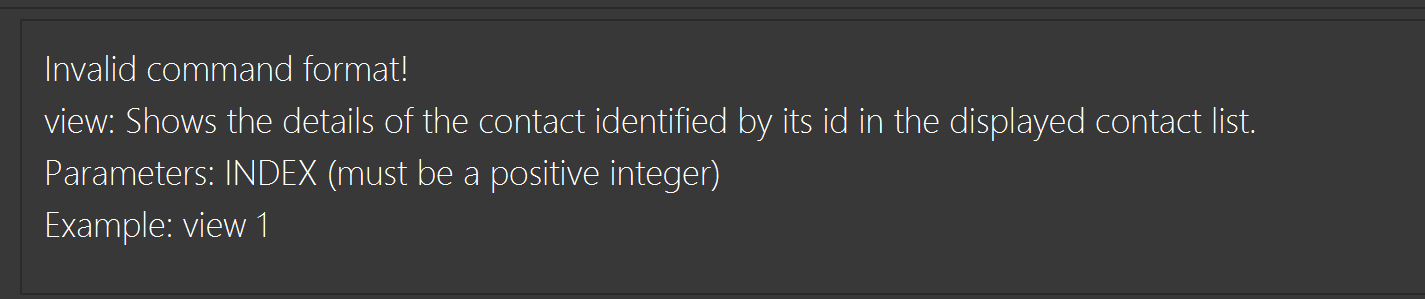 Invalid command format!
view: Shows the details of the contact identified by its id in the displayed contact list.
Parameters: INDEX (must be a positive integer)
Example: view 1